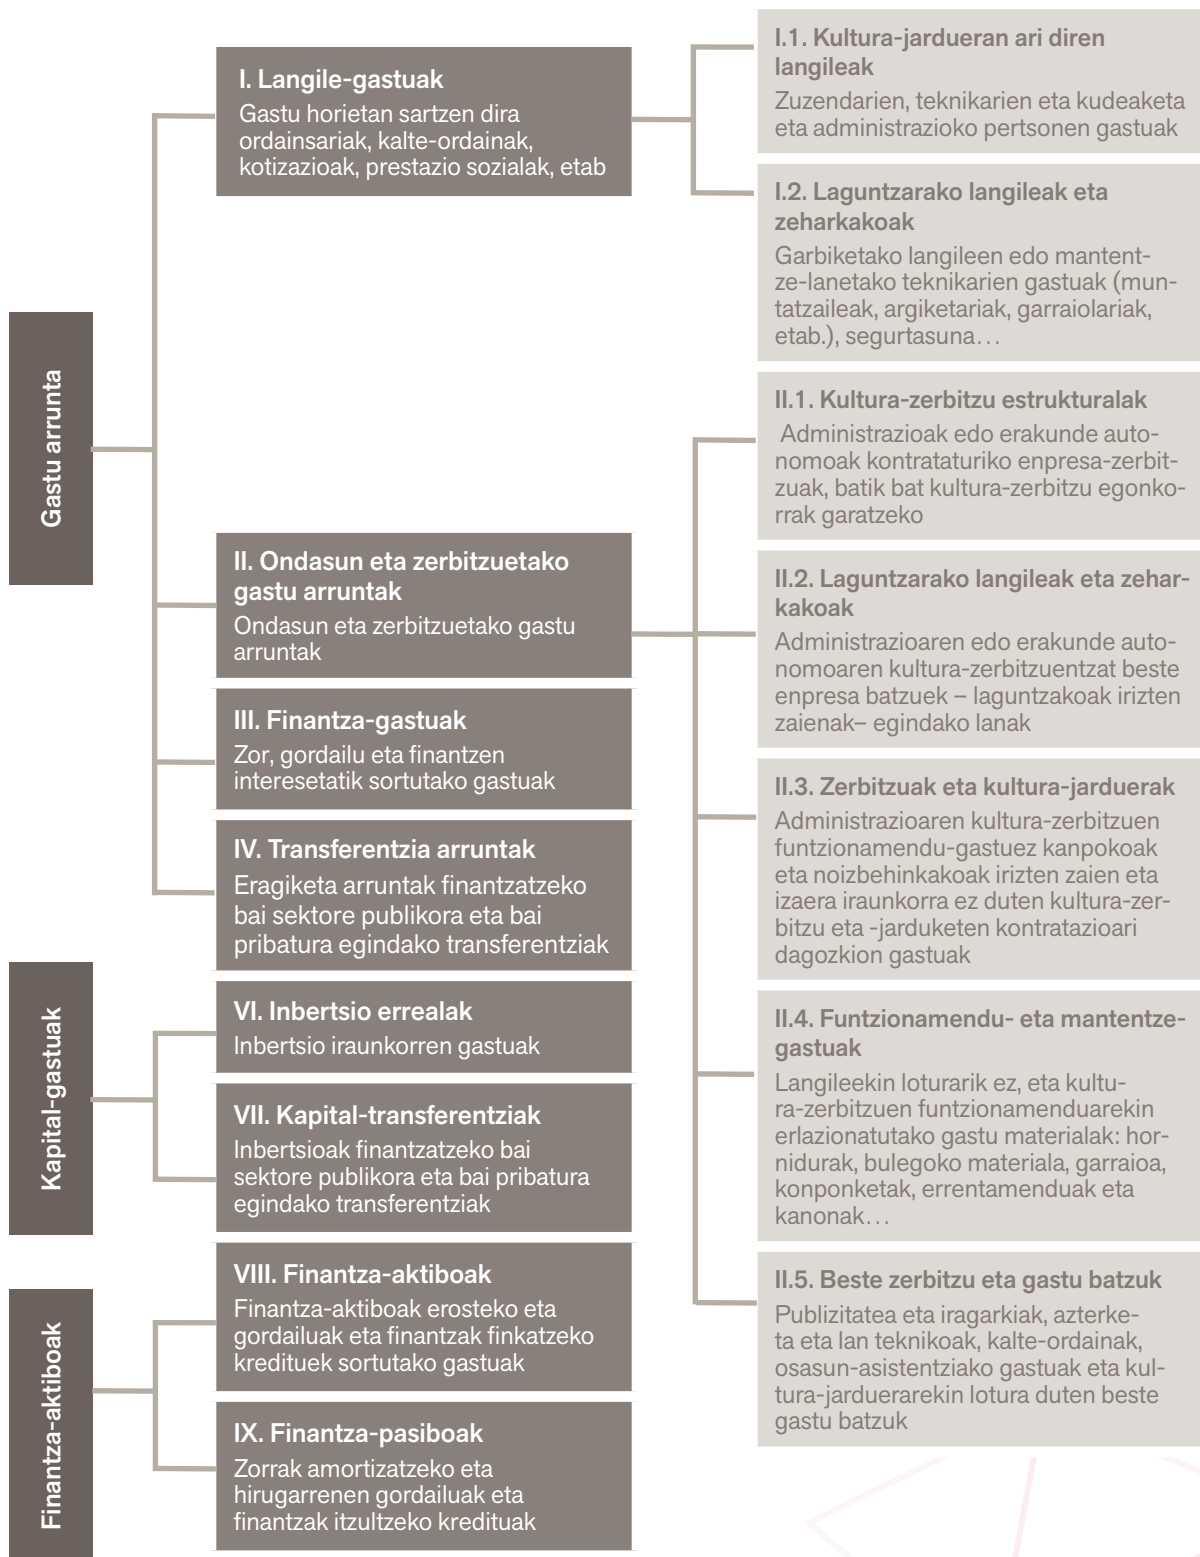 Gastu arrunta
I. Langile-gastuak
Gastu horietan sartzen dira
ordainsariak, kalte-ordainak,
kotizazioak, prestazio sozialak, etab
I.1. Kultura-jardueran ari diren
langileak
Zuzendarien, teknikarien eta kudeaketa
eta administrazioko pertsonen gastuak
I.2. Laguntzarako langileak eta
zeharkakoak
Garbiketako langileen edo mantent-
ze-lanetako teknikarien gastuak (mun-
tatzaileak, argiketariak, garraiolariak,
etab.), segurtasuna…
II. Ondasun eta zerbitzuetako
gastu arruntak
Ondasun eta zerbitzuetako gastu
arruntak
II.1. Kultura-zerbitzu estrukturalak
Administrazioak edo erakunde auto-
nomoak kontrataturiko enpresa-zerbit-
zuak, batik bat kultura-zerbitzu egonko-
rrak garatzeko
II.2. Laguntzarako langileak eta zehar-
kakoak
Administrazioaren edo erakunde auto-
nomoaren kultura-zerbitzuentzat beste
enpresa batzuek – laguntzakoak irizten
zaienak– egindako lanak
II.3. Zerbitzuak eta kultura-jarduerak
Administrazioaren kultura-zerbitzuen
funtzionamendu-gastuez kanpokoak
eta noizbehinkakoak irizten zaien eta
izaera iraunkorra ez duten kultura-zer-
bitzu eta -jarduketen kontratazioari
dagozkion gastuak
II.4. Funtzionamendu- eta mantentze-
gastuak
Langileekin loturarik ez, eta kultu-
ra-zerbitzuen funtzionamenduarekin
erlazionatutako gastu materialak: hor-
nidurak, bulegoko materiala, garraioa,
konponketak, errentamenduak eta
kanonak…
II.5. Beste zerbitzu eta gastu batzuk
Publizitatea eta iragarkiak, azterke-
ta eta lan teknikoak, kalte-ordainak,
osasun-asistentziako gastuak eta kul-
tura-jarduerarekin lotura duten beste
gastu batzuk
III. Finantza-gastuak
Zor, gordailu eta finantzen
interesetatik sortutako gastuak
IV. Transferentzia arruntak
Eragiketa arruntak finantzatzeko
bai sektore publikora eta bai
pribatura egindako transferentziak
Kapital-gastuak
VI. Inbertsio errealak
Inbertsio iraunkorren gastuak
VII. Kapital-transferentziak
Inbertsioak finantzatzeko bai
sektore publikora eta bai pribatura
egindako transferentziak
Finantza-aktiboak
VIII. Finantza-aktiboak
Finantza-aktiboak erosteko eta
gordailuak eta finantzak finkatzeko
kredituek sortutako gastuak
IX. Finantza-pasiboak
Zorrak amortizatzeko eta
hirugarrenen gordailuak eta
finantzak itzultzeko kredituak